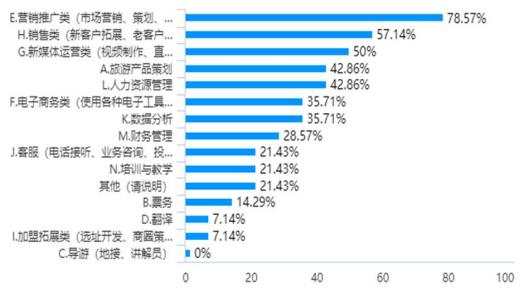 E.营销推广类（市场营销、策划、... 78.57%
H.销售类（新客户拓展、老客户... 57.14%
G.新媒体运营类（视频制作、直... 50%
A.旅游产品策划 42.86%
L.人力资源管理 42.86%
F.电子商务类（使用各种电子工具... 35.71%
K.数据分析 35.71%
M.财务管理 28.57%
J.客服（电话接听、业务咨询、投... 21.43%
N.培训与教学 21.43%
其他（请说明） 21.43%
B.票务 14.29%
D.翻译 7.14%
I.加盟拓展类（选址开发、商圈策... 7.14%
C.导游（地接、讲解员） 0%
0 20 40 60 80 100